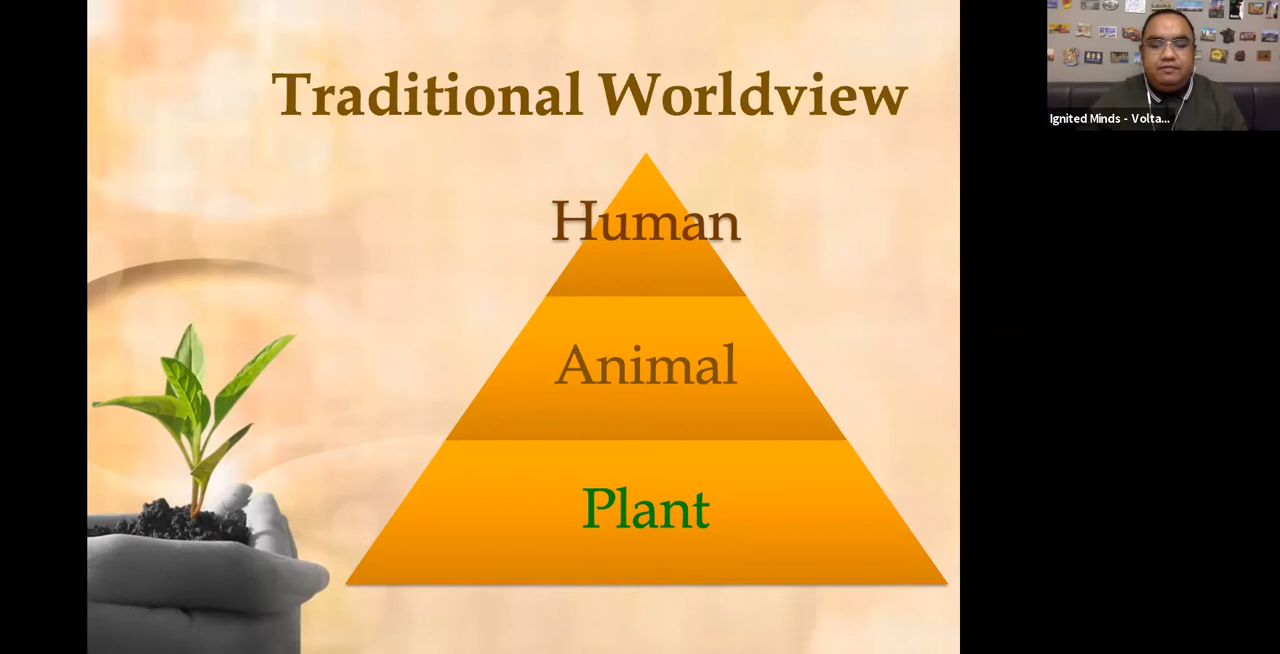 Traditional Worldview
Human
Animal
Plant
Ignited Minds - Volta...